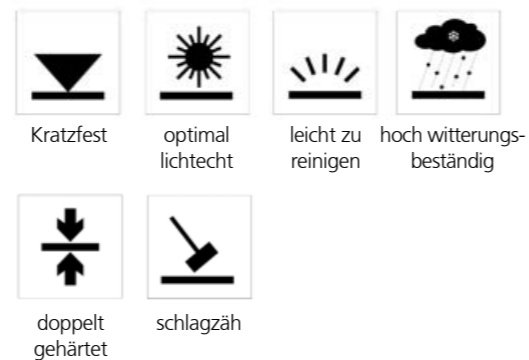 Kratzfest
optimal
lichtecht
leicht zu
reinigen
hoch witterungs-
beständig
doppelt
gehärtet
schlagzäh